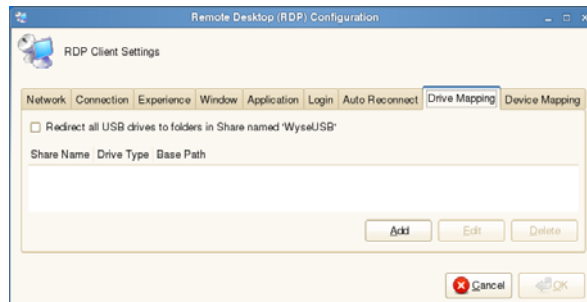 Remote Desktop (RDP) Configuration
RDP Client Settings
Network Connection Experience Window Application Login Auto Reconnect Drive Mapping Device Mapping
Redirect all USB drives to folders in Share named 'WyseUSB'
Share Name Drive Type Base Path
Add Edit Delete
Cancel OK